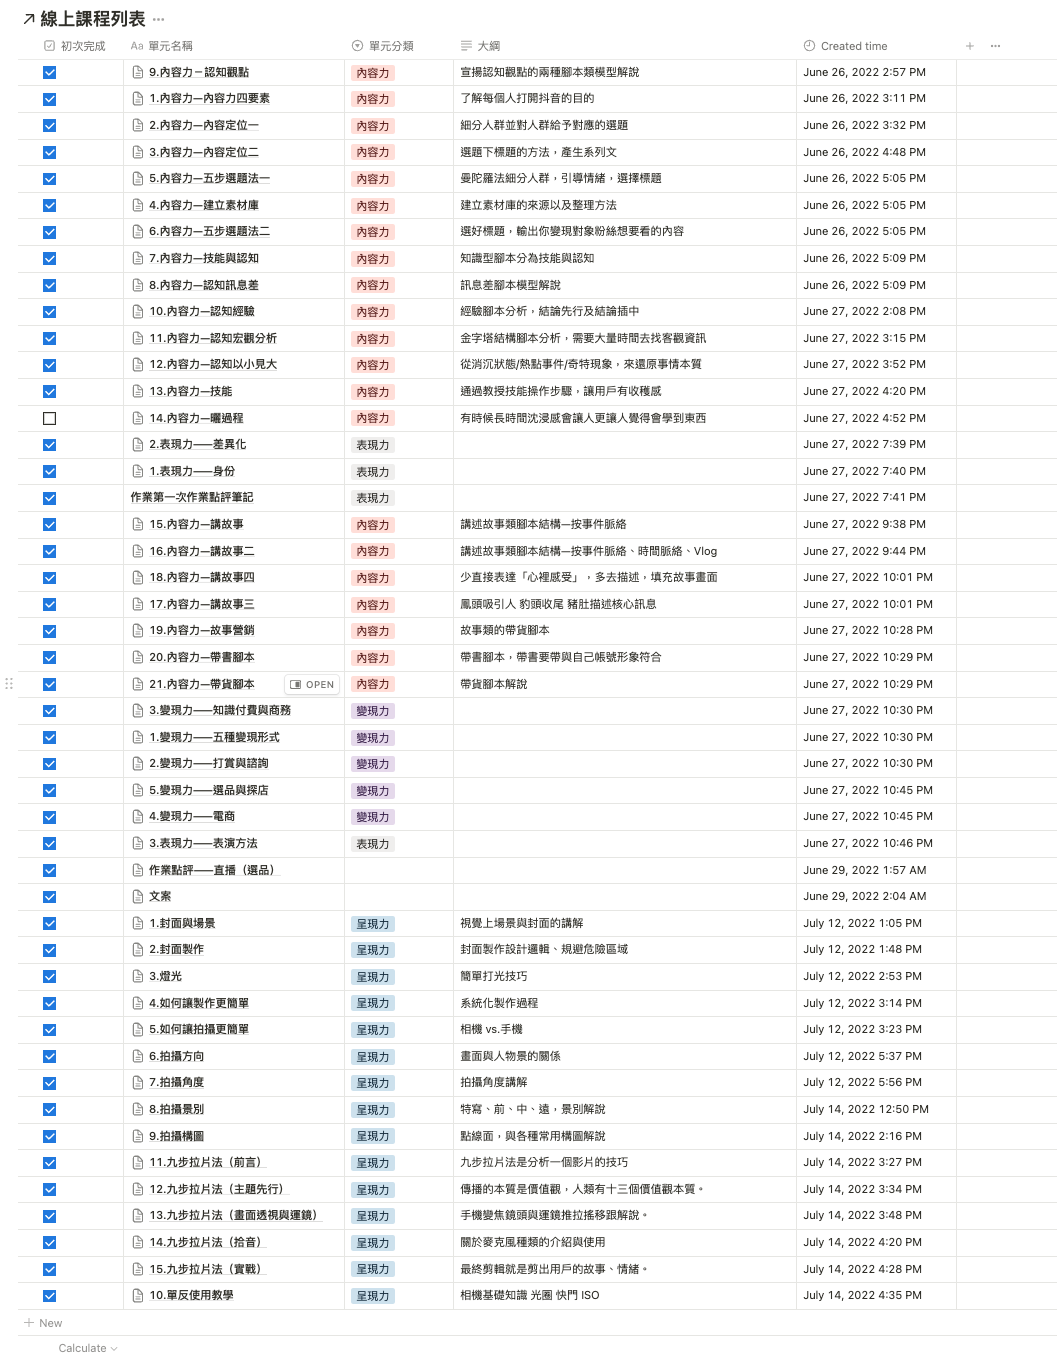 線上課程列表
初次完成 Aa 單元名稱 單元分類 大綱 Created time
9.內容力－認知觀點 內容力 宣揚認知觀點的兩種腳本類模型解說 June 26, 2022 2:57 PM
1.內容力—內容力四要素 內容力 了解每個人打開抖音的目的 June 26, 2022 3:11 PM
2.內容力—內容定位一 內容力 細分人群並對人群給予對應的選題 June 26, 2022 3:32 PM
3.內容力—內容定位二 內容力 選題下標題的方法，產生系列文 June 26, 2022 4:48 PM
5.內容力—五步選題法一 內容力 曼陀羅法細分人群，引導情緒，選擇標題 June 26, 2022 5:05 PM
4.內容力—建立素材庫 內容力 建立素材庫的來源以及整理方法 June 26, 2022 5:05 PM
6.內容力—五步選題法二 內容力 選好標題，輸出你變現對象粉絲想要看的內容 June 26, 2022 5:05 PM
7.內容力—技能與認知 內容力 知識型腳本分為技能與認知 June 26, 2022 5:09 PM
8.內容力—認知訊息差 內容力 訊息差腳本模型解說 June 26, 2022 5:09 PM
10.內容力—認知經驗 內容力 經驗腳本分析，結論先行及結論插中 June 27, 2022 2:08 PM
11.內容力—認知宏觀分析 內容力 金字塔結構腳本分析，需要大量時間去找客觀資訊 June 27, 2022 3:15 PM
12.內容力—認知以小見大 內容力 從消沉狀態/熱點事件/奇特現象，來還原事情本質 June 27, 2022 3:52 PM
13.內容力—技能 內容力 通過教授技能操作步驟，讓用戶有收穫感 June 27, 2022 4:20 PM
14.內容力—曬過程 內容力 有時候長時間沈浸感會讓人更讓人覺得會學到東西 June 27, 2022 4:52 PM
2.表現力——差異化 表現力 June 27, 2022 7:39 PM
1.表現力——身份 表現力 June 27, 2022 7:40 PM
作業第一次作業點評筆記 表現力 June 27, 2022 7:41 PM
15.內容力—講故事 內容力 講述故事類腳本結構—按事件脈絡 June 27, 2022 9:38 PM
16.內容力—講故事二 內容力 講述故事類腳本結構—按事件脈絡、時間脈絡、Vlog June 27, 2022 9:44 PM
18.內容力—講故事四 內容力 少直接表達「心裡感受」，多去描述，填充故事畫面 June 27, 2022 10:01 PM
17.內容力—講故事三 內容力 鳳頭吸引人 豹頭收尾 豬肚描述核心訊息 June 27, 2022 10:01 PM
19.內容力—故事營銷 內容力 故事類的帶貨腳本 June 27, 2022 10:28 PM
20.內容力—帶書腳本 內容力 帶書腳本，帶書要帶與自己帳號形象符合 June 27, 2022 10:29 PM
21.內容力—帶貨腳本 OPEN 內容力 帶貨腳本解說 June 27, 2022 10:29 PM
3.變現力——知識付費與商務 變現力 June 27, 2022 10:30 PM
1.變現力——五種變現形式 變現力 June 27, 2022 10:30 PM
2.變現力——打賞與諮詢 變現力 June 27, 2022 10:30 PM
5.變現力——選品與探店 變現力 June 27, 2022 10:45 PM
4.變現力——電商 變現力 June 27, 2022 10:45 PM
3.表現力——表演方法 表現力 June 27, 2022 10:46 PM
作業點評——直播（選品） June 29, 2022 1:57 AM
文案 June 29, 2022 2:04 AM
1.封面與場景 呈現力 視覺上場景與封面的講解 July 12, 2022 1:05 PM
2.封面製作 呈現力 封面製作設計邏輯、規避危險區域 July 12, 2022 1:48 PM
3.燈光 呈現力 簡單打光技巧 July 12, 2022 2:53 PM
4.如何讓製作更簡單 呈現力 系統化製作過程 July 12, 2022 3:14 PM
5.如何讓拍攝更簡單 呈現力 相機 vs.手機 July 12, 2022 3:23 PM
6.拍攝方向 呈現力 畫面與人物景的關係 July 12, 2022 5:37 PM
7.拍攝角度 呈現力 拍攝角度講解 July 12, 2022 5:56 PM
8.拍攝景別 呈現力 特寫、前、中、遠，景別解說 July 14, 2022 12:50 PM
9.拍攝構圖 呈現力 點線面，與各種常用構圖解說 July 14, 2022 2:16 PM
11.九步拉片法（前言） 呈現力 九步拉片法是分析一個影片的技巧 July 14, 2022 3:27 PM
12.九步拉片法（主題先行） 呈現力 傳播的本質是價值觀，人類有十三個價值觀本質。 July 14, 2022 3:34 PM
13.九步拉片法（畫面透視與運鏡） 呈現力 手機變焦鏡頭與運鏡推拉搖移跟解說。 July 14, 2022 3:48 PM
14.九步拉片法（拾音） 呈現力 關於麥克風種類的介紹與使用 July 14, 2022 4:20 PM
15.九步拉片法（實戰） 呈現力 最終剪輯就是剪出用戶的故事、情緒。 July 14, 2022 4:28 PM
10.單反使用教學 呈現力 相機基礎知識 光圈 快門 ISO July 14, 2022 4:35 PM
New
Calculate